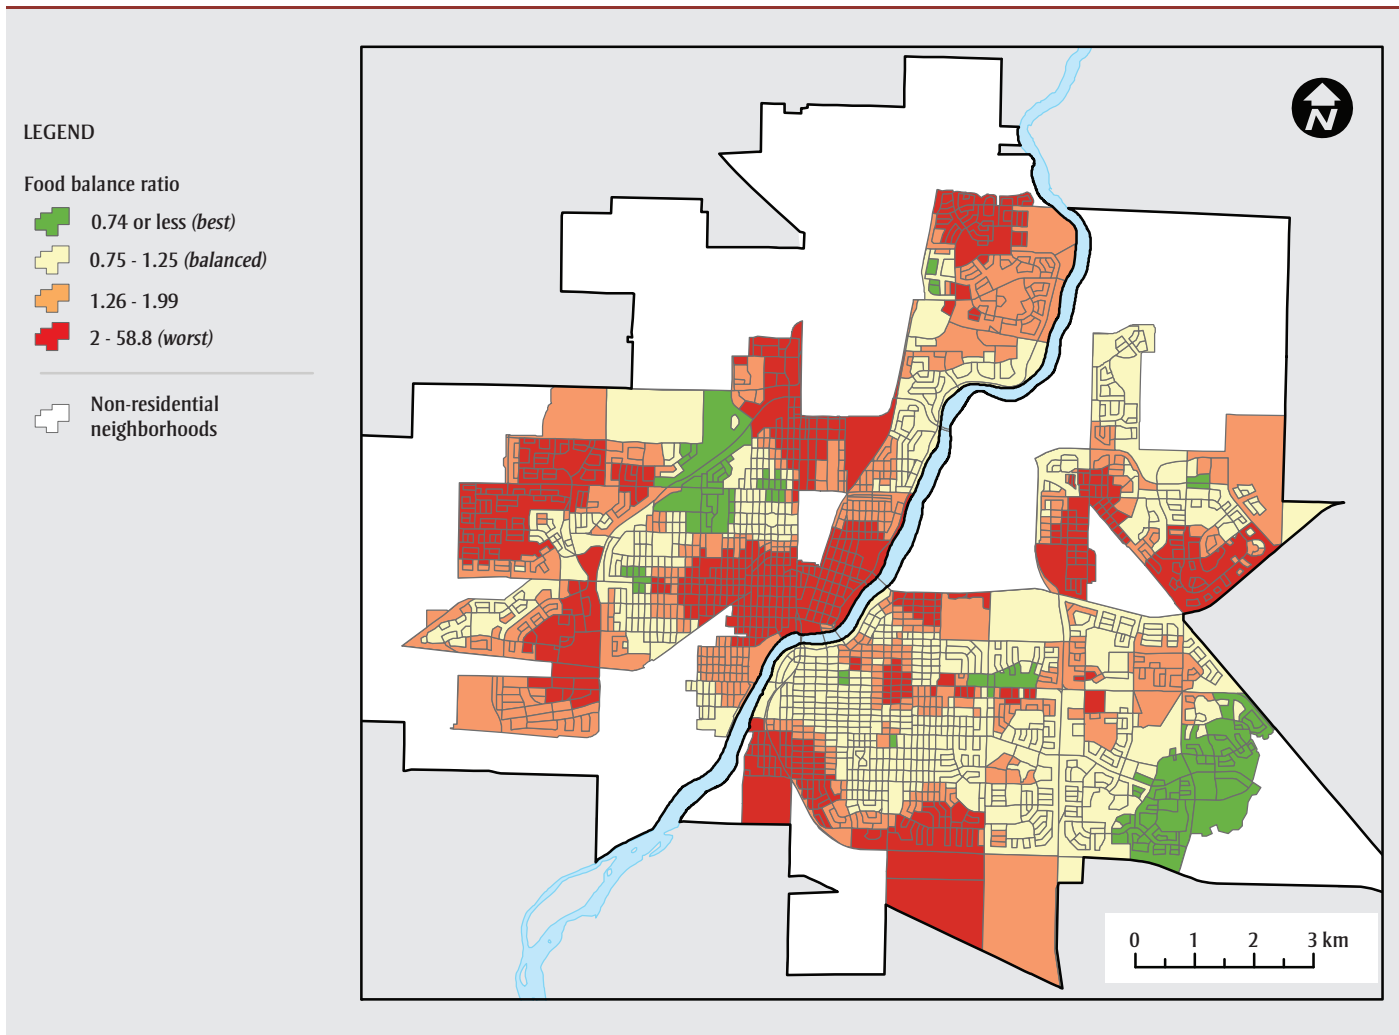 LEGEND
Food balance ratio
0.74 or less (best)
0.75 - 1.25 (balanced)
1.26 - 1.99
2 - 58.8 (worst)
Non-residential
neighborhoods
N
0 1 2 3 km